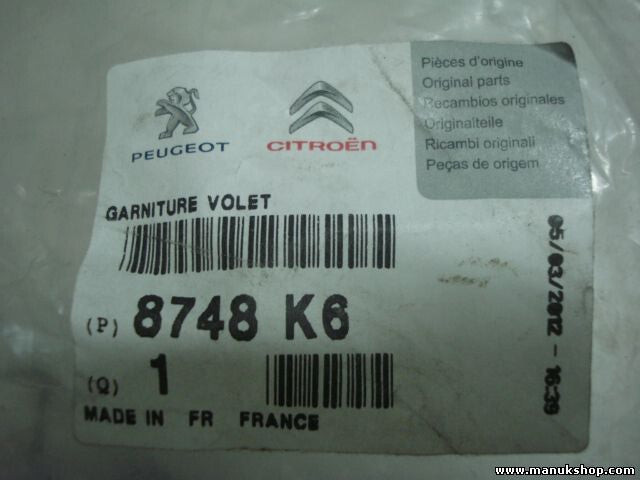 PEUGEOT
CITROËN
Pièces d'origine
Original parts
Recambios originales
Originalteile
Ricambi originali
Peças de origem
GARNITURE VOLET
(P) 8748 K6
(Q) 1
MADE IN FR FRANCE
05/03/2012 - 16:39
www.manukshop.com